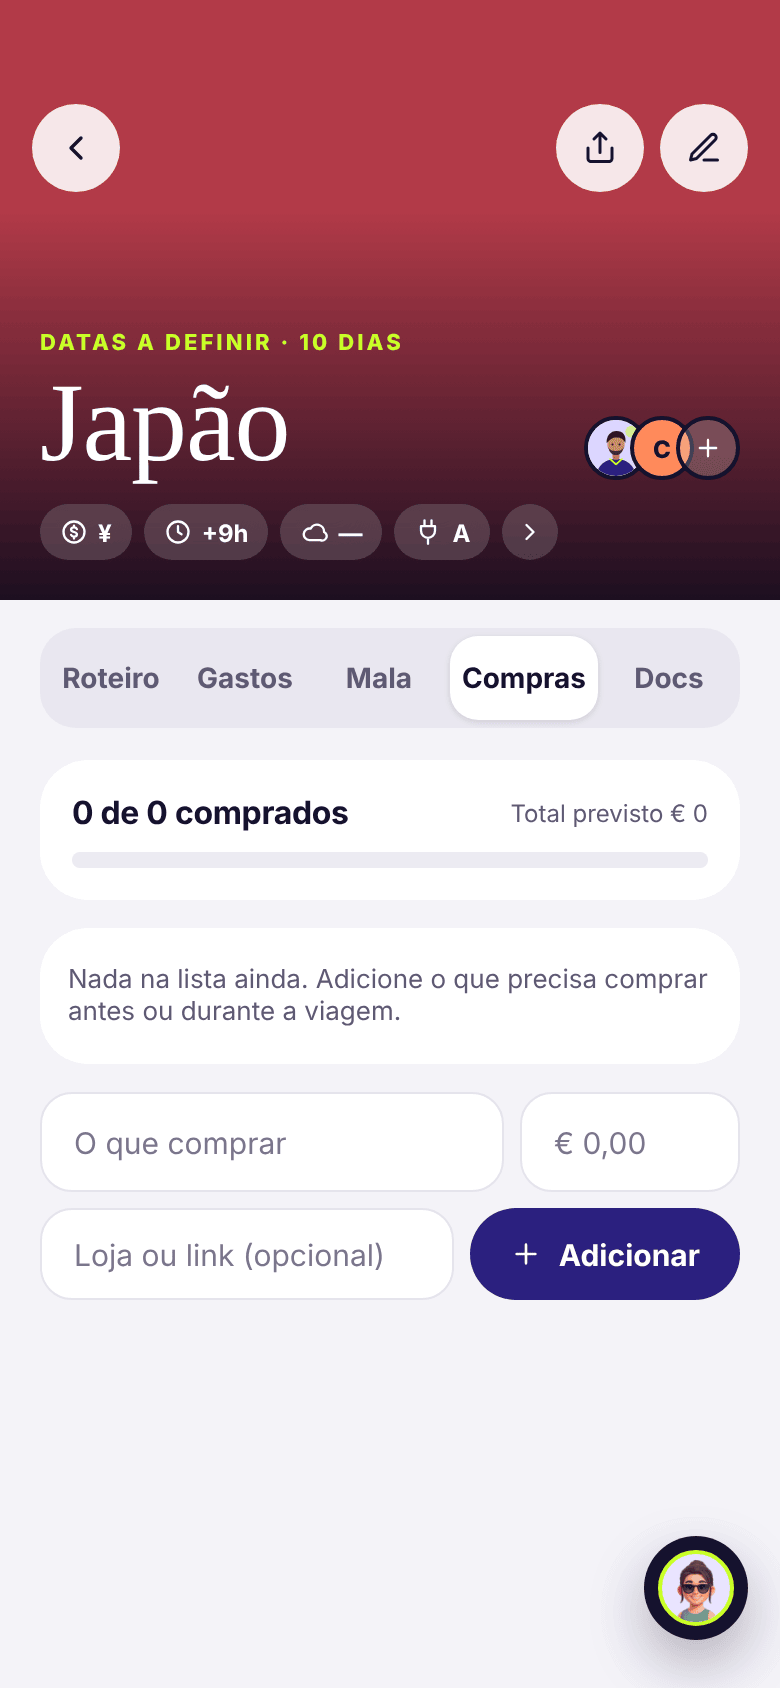 DATAS A DEFINIR · 10 DIAS
Japão
C
¥
+9h
—
A
Roteiro
Gastos
Mala
Compras
Docs
0 de 0 comprados
Total previsto € 0
Nada na lista ainda. Adicione o que precisa comprar
antes ou durante a viagem.
O que comprar
€ 0,00
Loja ou link (opcional)
Adicionar